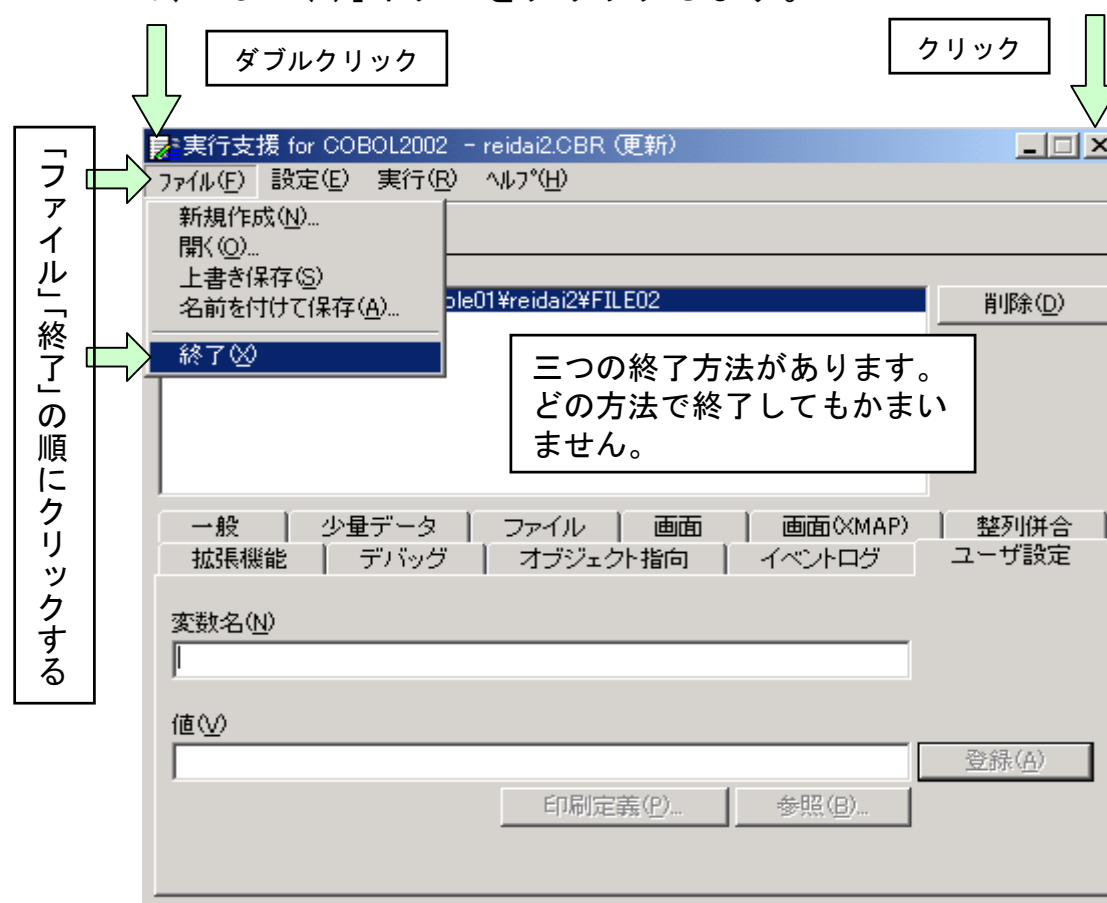 ダブルクリック
クリック
「ファイル」「終了」の順にクリックする
実行支援 for COBOL2002 - reidai2.CBR (更新)
ファイル(F) 設定(E) 実行(R) ヘルプ(H)
新規作成(N)...
開く(O)...
上書き保存(S)
名前を付けて保存(A)...
終了(X)
ple01¥reidai2¥FILE02
削除(D)
三つの終了方法があります。
どの方法で終了してもかまい
ません。
一般 少量データ ファイル 画面 画面(XMAP) 整列併合
拡張機能 デバッグ オブジェクト指向 イベントログ ユーザ設定
変数名(N)
値(V)
登録(A)
印刷定義(P)... 参照(B)...